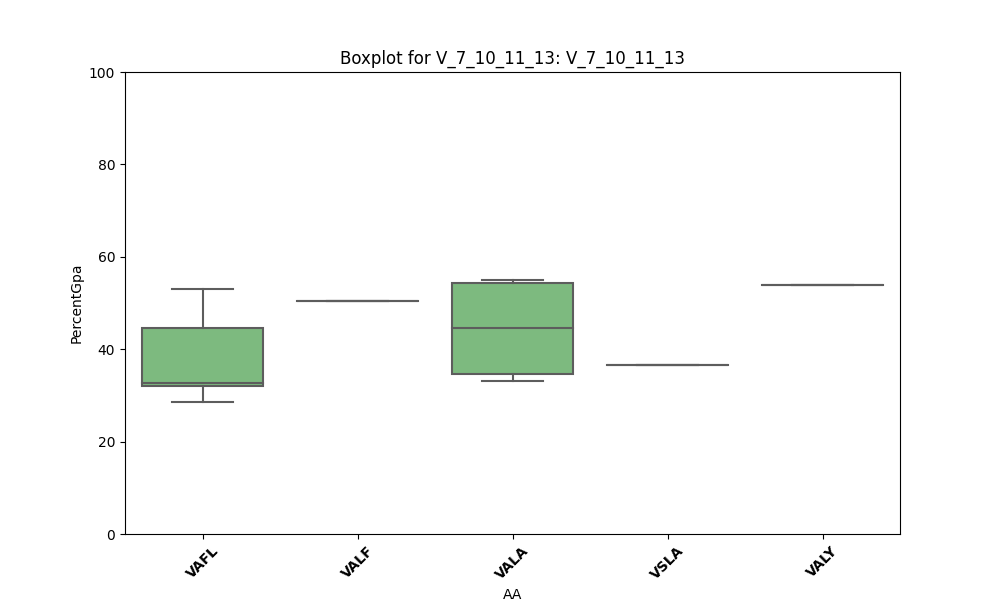 Boxplot for V_7_10_11_13: V_7_10_11_13
100
80
60
40
20
0
PercentGpa
VAFL
VALF
VALA
VSLA
VALY
AA